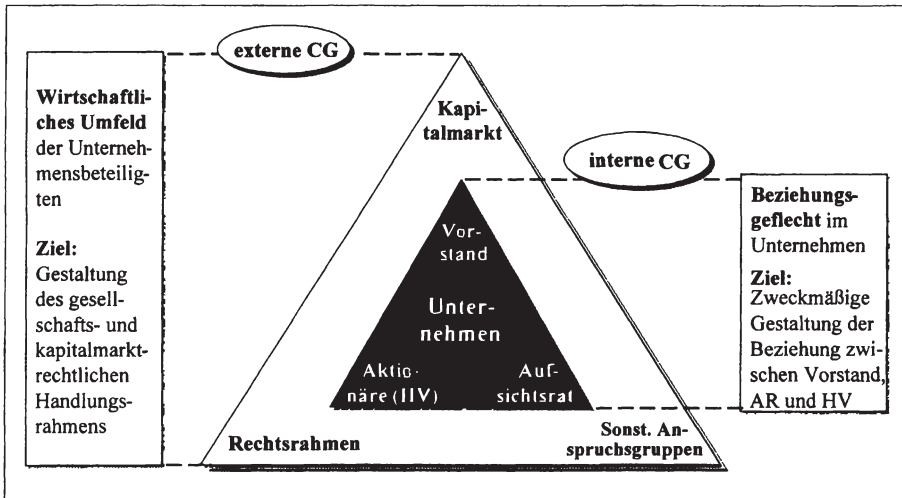 externe CG
Wirtschaftli-
ches Umfeld
der Unterneh-
mensbeteilig-
ten
Ziel:
Gestaltung
des gesell-
schafts- und
kapitalmarkt-
rechtlichen
Handlungs-
rahmens
Kapi-
talmarkt
interne CG
Vor-
stand
Unter-
nehmen
Aktio-
näre (HV)
Auf-
sichtsrat
Rechtsrahmen
Sonst. An-
spruchsgruppen
Beziehungs-
geflecht im
Unternehmen
Ziel:
Zweckmäßige
Gestaltung der
Beziehung zwi-
schen Vorstand,
AR und HV